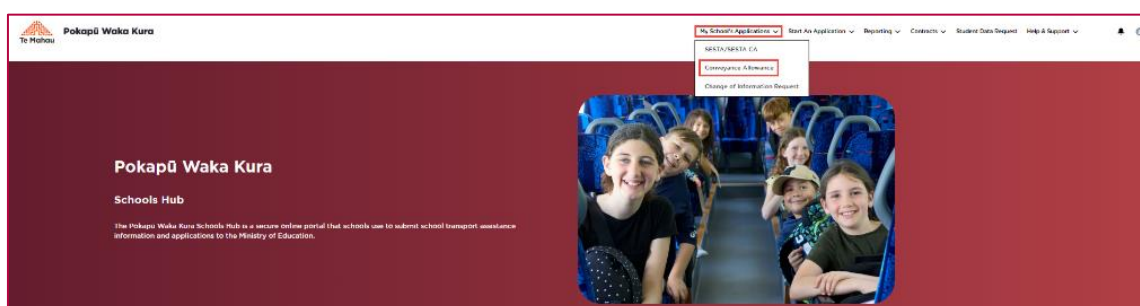 Te Mahau
Pokapū Waka Kura
My School's Applications
Start An Application
Reporting
Contracts
Student Data Request
Help & Support
SESTA/SESTA CA
Conveyance Allowance
Change of Information Request
Pokapū Waka Kura
Schools Hub
The Pokapu Waka Kura Schools Hub is a secure online portal that schools use to submit school transport assistance
information and applications to the Ministry of Education.